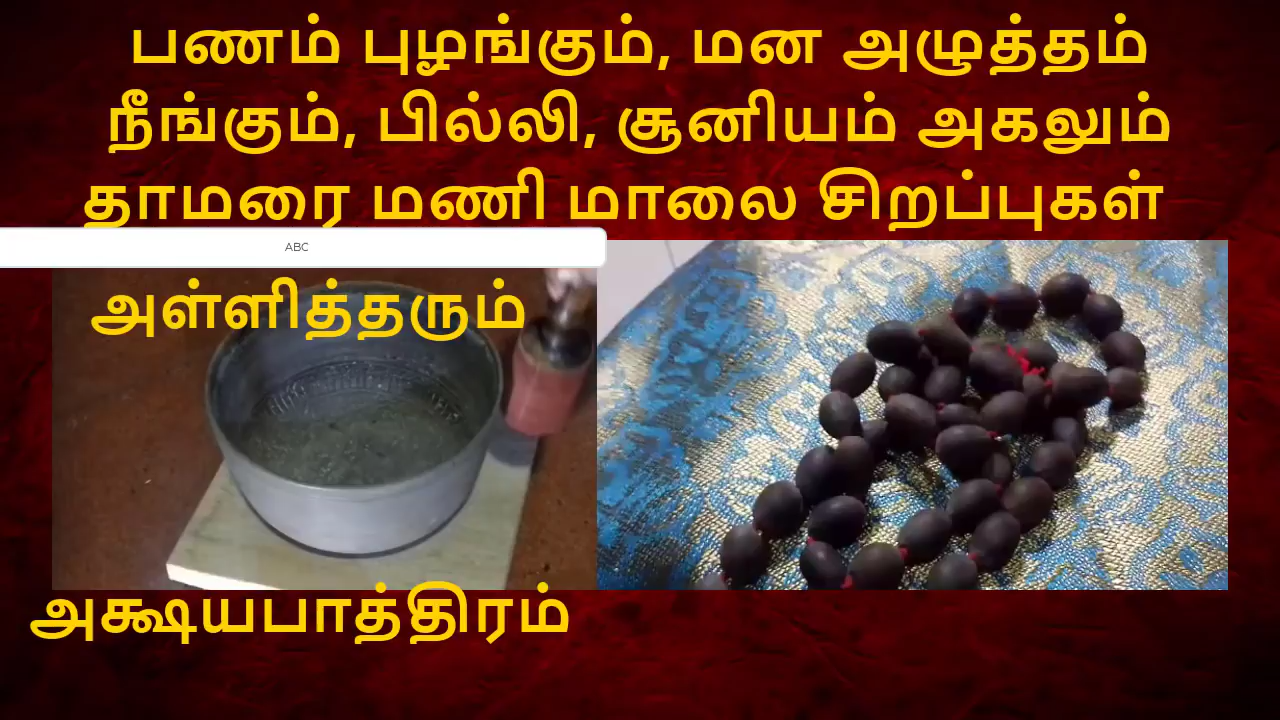 பணம் புழங்கும், மன அழுத்தம்
நீங்கும், பில்லி, சூனியம் அகலும்
தாமரை மணி மாலை சிறப்புகள்
ABC
அள்ளித்தரும்
அக்ஷயபாத்திரம்